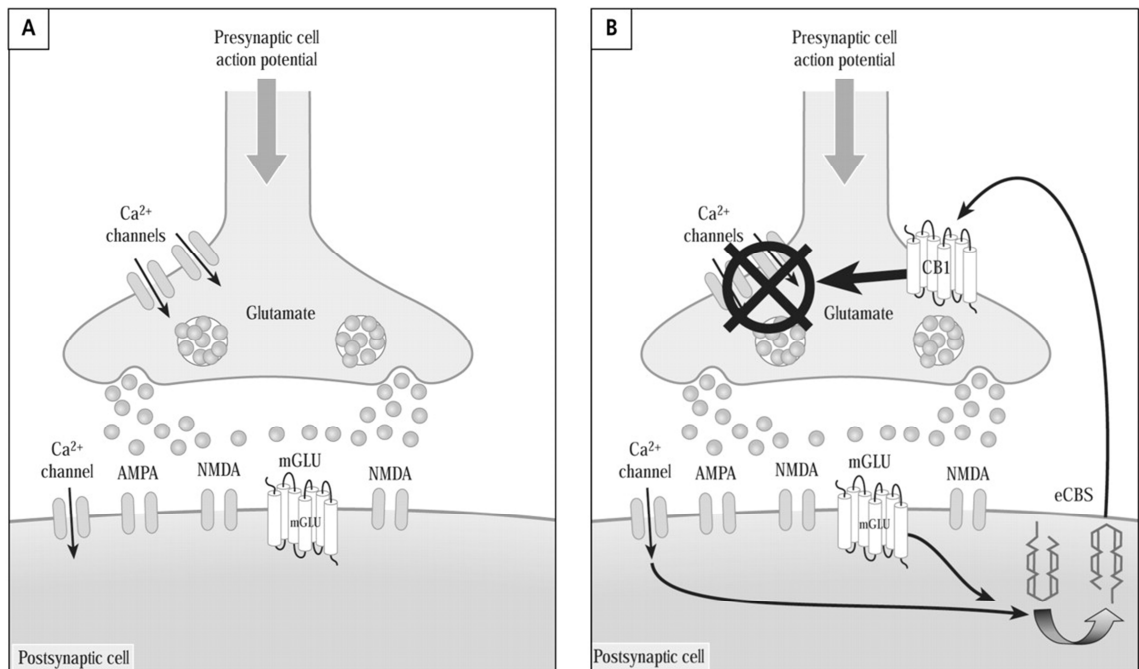 A
Presynaptic cell
action potential
Ca²⁺
channels
Glutamate
Ca²⁺
channel
AMPA
NMDA
mGLU
NMDA
mGLU
Postsynaptic cell
B
Presynaptic cell
action potential
Ca²⁺
channels
CB1
Glutamate
Ca²⁺
channel
AMPA
NMDA
mGLU
NMDA
eCBS
mGLU
Postsynaptic cell